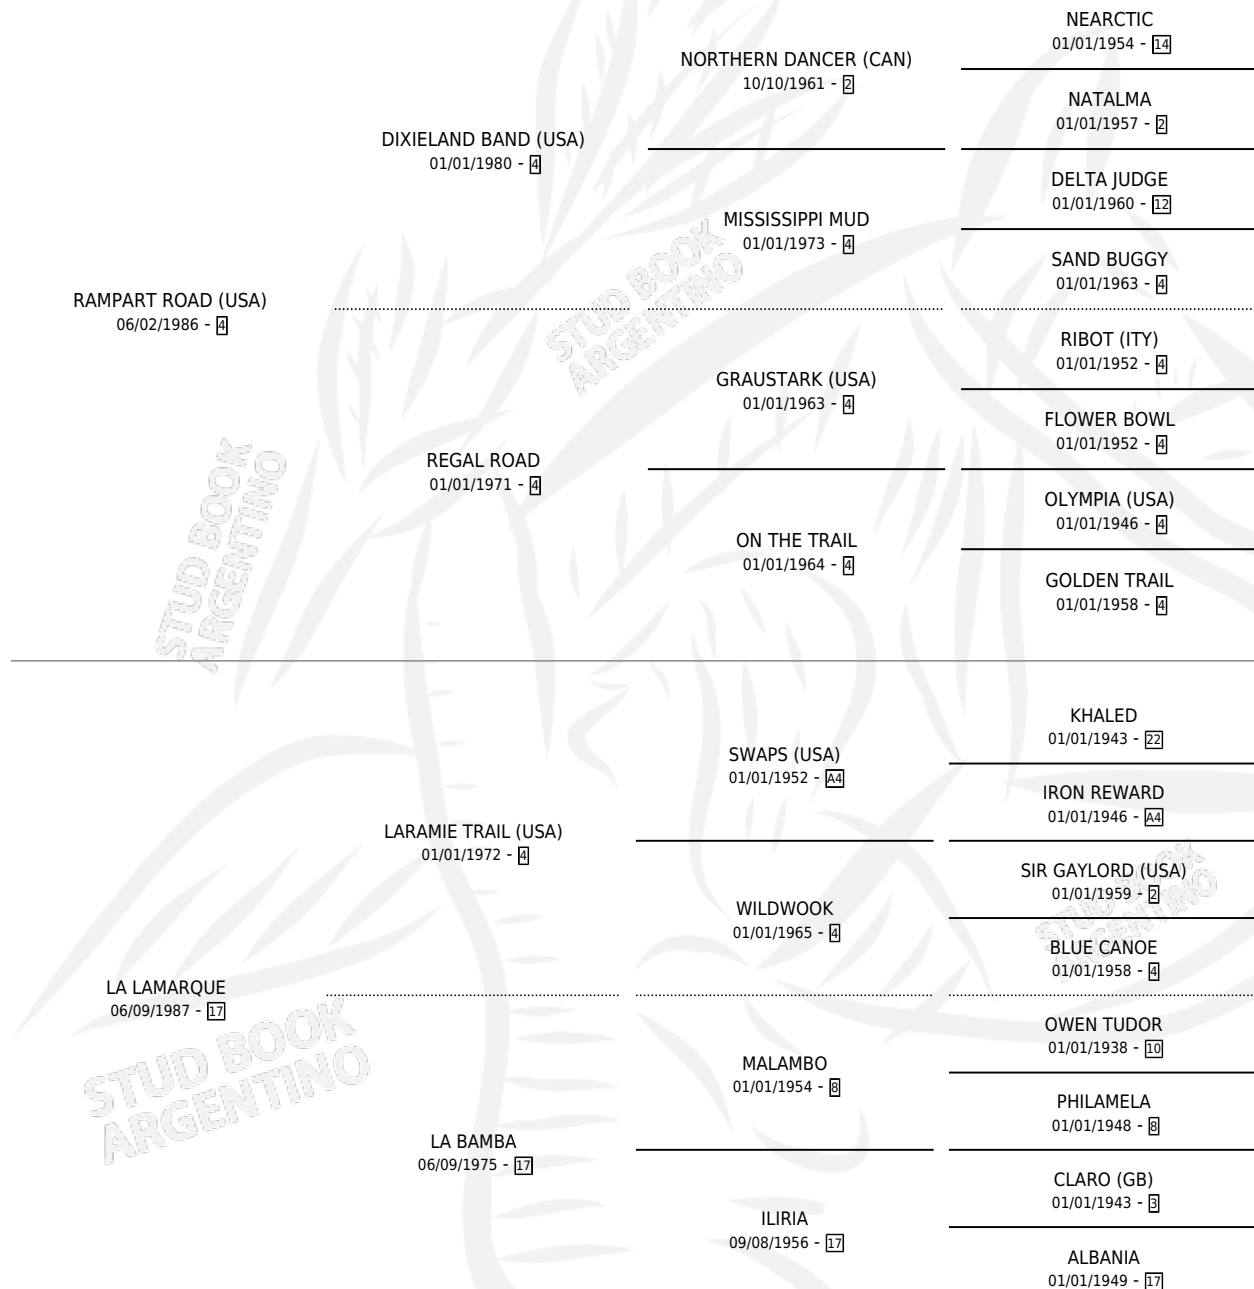 NEARCTIC
01/01/1954 - 14
NORTHERN DANCER (CAN)
10/10/1961 - 2
NATALMA
01/01/1957 - 2
DIXIELAND BAND (USA)
01/01/1980 - 4
DELTA JUDGE
01/01/1960 - 12
MISSISSIPPI MUD
01/01/1973 - 4
SAND BUGGY
01/01/1963 - 4
RAMPART ROAD (USA)
06/02/1986 - 4
RIBOT (ITY)
01/01/1952 - 4
GRAUSTARK (USA)
01/01/1963 - 4
FLOWER BOWL
01/01/1952 - 4
REGAL ROAD
01/01/1971 - 4
OLYMPIA (USA)
01/01/1946 - 4
ON THE TRAIL
01/01/1964 - 4
GOLDEN TRAIL
01/01/1958 - 4
KHALED
01/01/1943 - 22
SWAPS (USA)
01/01/1952 - A4
IRON REWARD
01/01/1946 - A4
LARAMIE TRAIL (USA)
01/01/1972 - 4
SIR GAYLORD (USA)
01/01/1959 - 2
WILDWOOK
01/01/1965 - 4
BLUE CANOE
01/01/1958 - 4
LA LAMARQUE
06/09/1987 - 17
OWEN TUDOR
01/01/1938 - 10
MALAMBO
01/01/1954 - 8
PHILAMELA
01/01/1948 - 8
LA BAMBA
06/09/1975 - 17
CLARO (GB)
01/01/1943 - 3
ILIRIA
09/08/1956 - 17
ALBANIA
01/01/1949 - 17
STUD BOOK
ARGENTINO
STUD BOOK
ARGENTINO
STUD BOOK
ARGENTINO
STUD BOOK
ARGENTINO